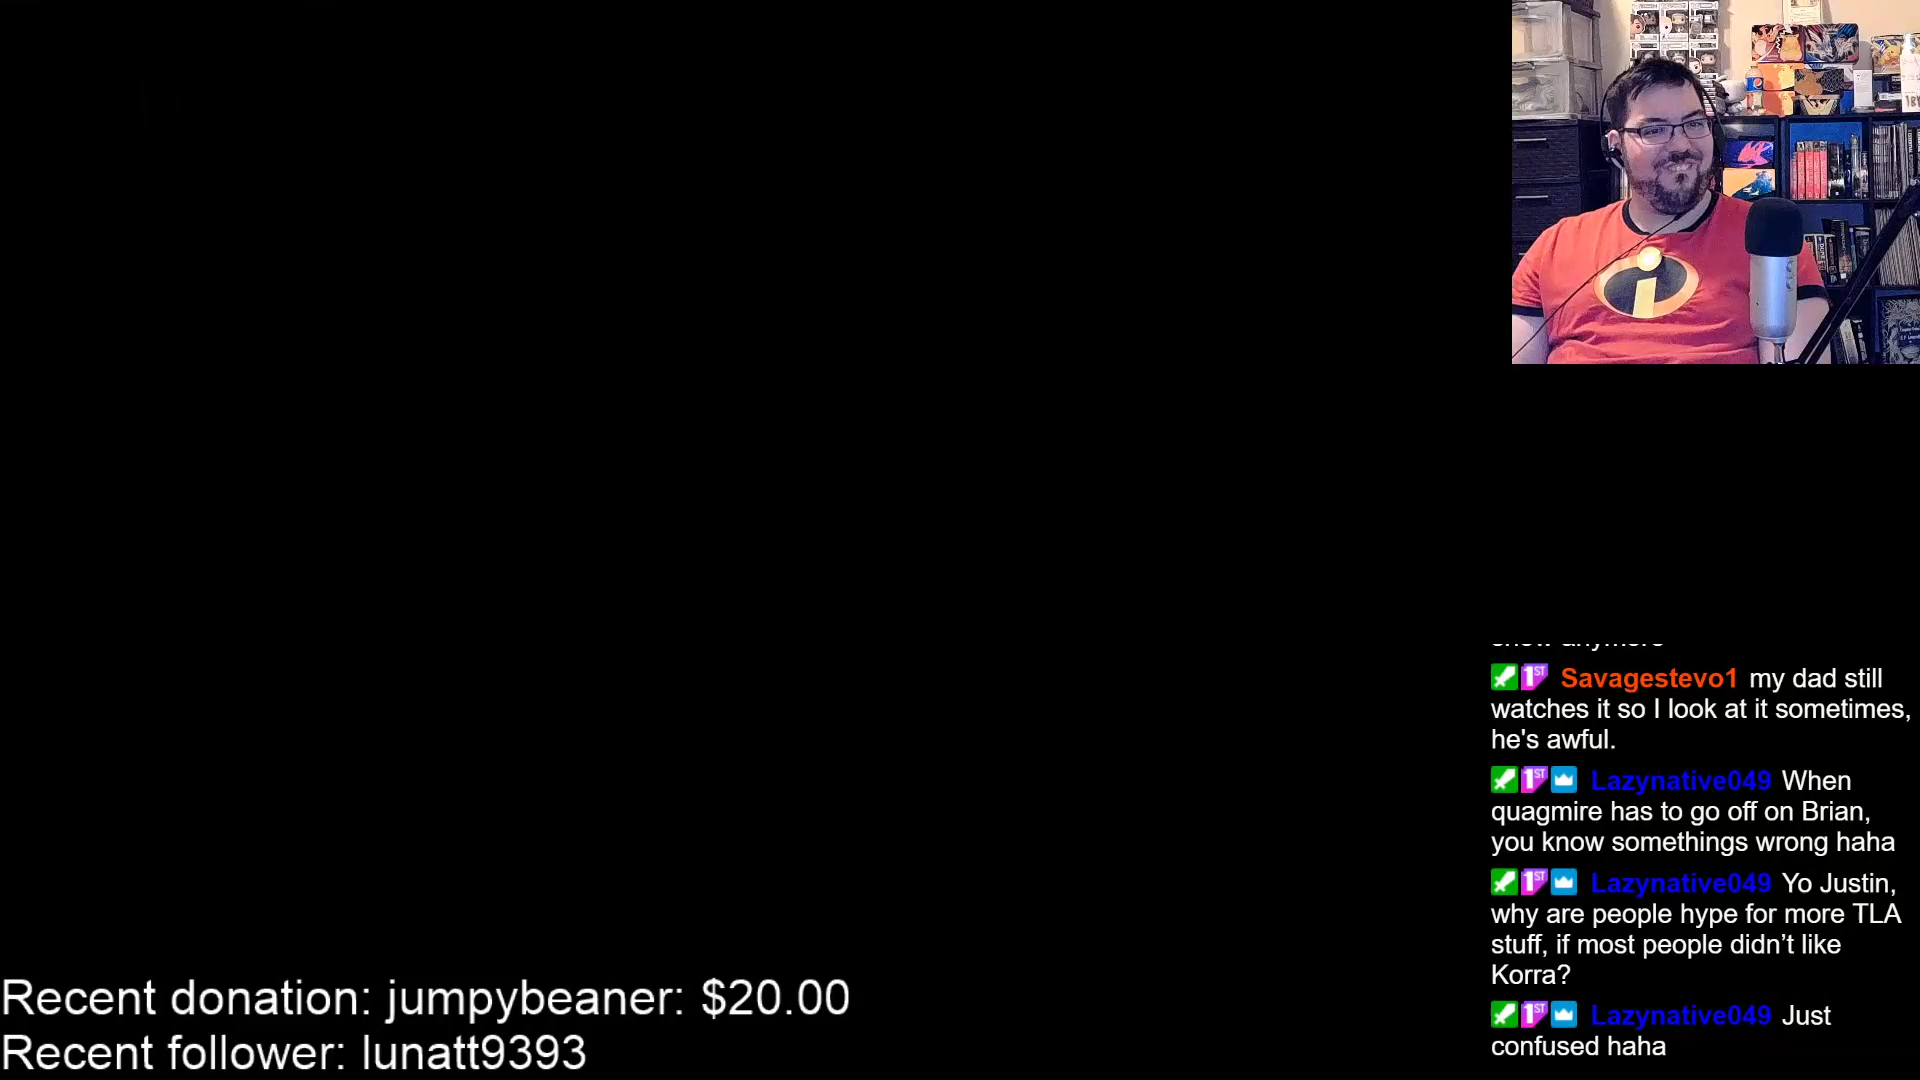 Savagestevo1 my dad still
watches it so I look at it sometimes,
he's awful.
Lazynative049 When
quagmire has to go off on Brian,
you know somethings wrong haha
Lazynative049 Yo Justin,
why are people hype for more TLA
stuff, if most people didn’t like
Korra?
Lazynative049 Just
confused haha
Recent donation: jumpybeaner: $20.00
Recent follower: lunatt9393